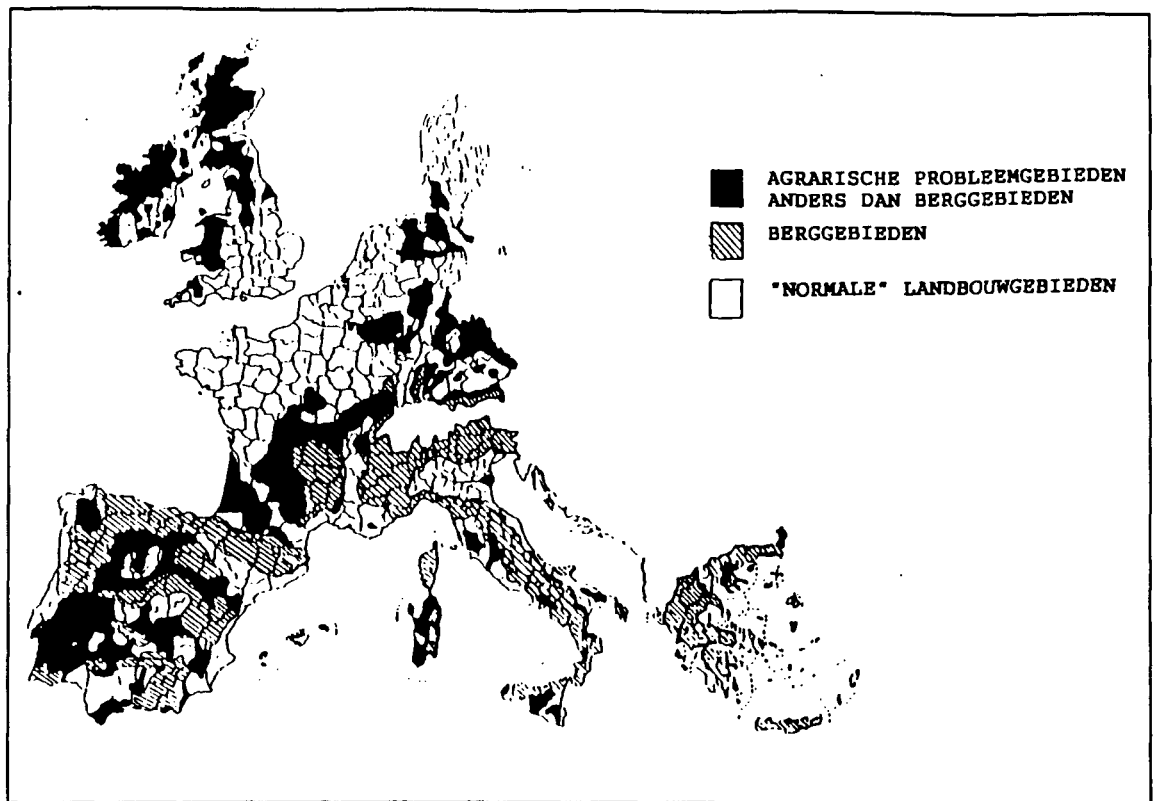 AGRARISCHE PROBLEEMGEBIEDEN
ANDERS DAN BERGGEBIEDEN
BERGGEBIEDEN
"NORMALE" LANDBOUWGEBIEDEN